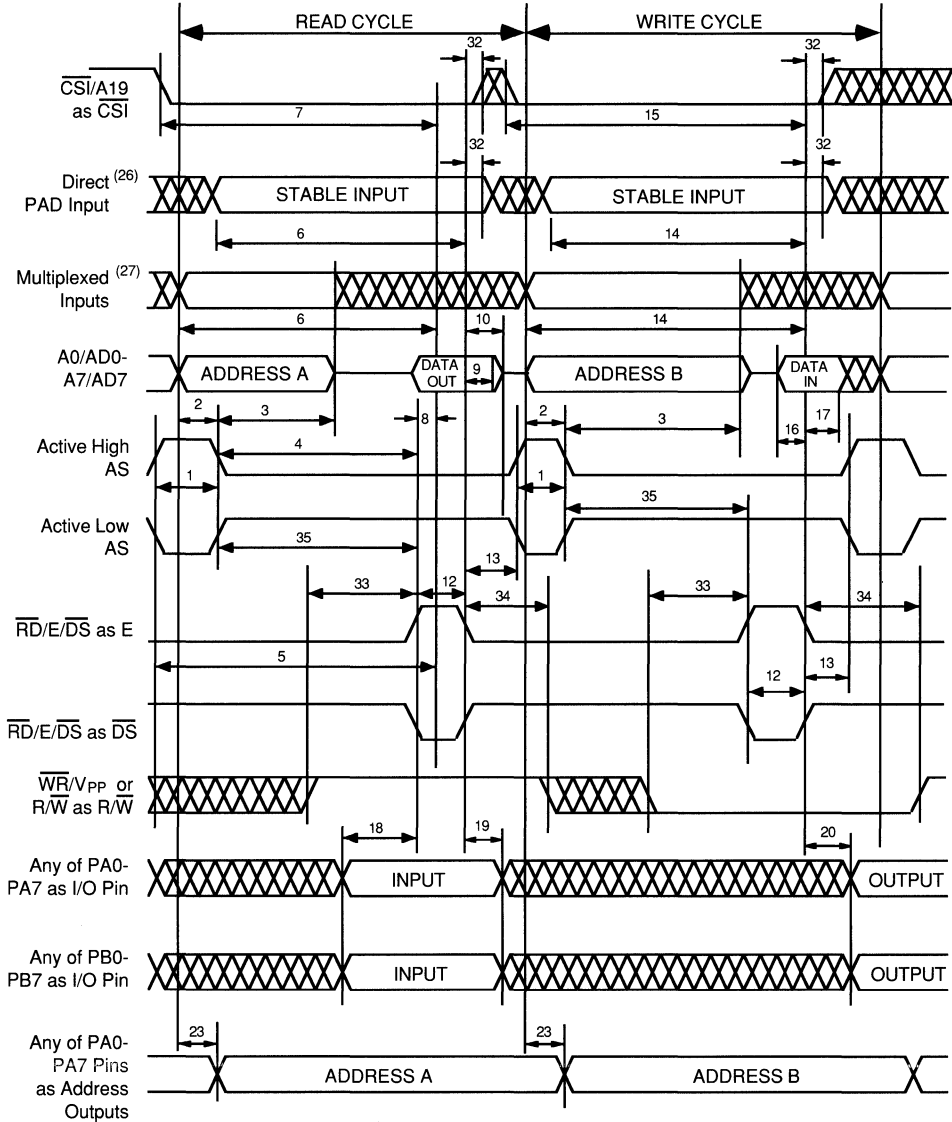 READ CYCLE WRITE CYCLE
32 32
CSI/A19
as CSI
7 15
32 32
Direct (26)
PAD Input
STABLE INPUT STABLE INPUT
6 14
Multiplexed (27)
Inputs
6 10 14
A0/AD0-
A7/AD7
ADDRESS A DATA OUT 9 ADDRESS B DATA IN
2 3 8 2 3 16 17
Active High
AS
4
1 1
35 35
Active Low
AS
13
33 12 34 33 34
RD/E/DS as E
5 12 13
RD/E/DS as DS
WR/VPP or
R/W as R/W
18 19 20
Any of PA0-
PA7 as I/O Pin
INPUT OUTPUT
Any of PB0-
PB7 as I/O Pin
INPUT OUTPUT
23 23
Any of PA0-
PA7 Pins
as Address
Outputs
ADDRESS A ADDRESS B